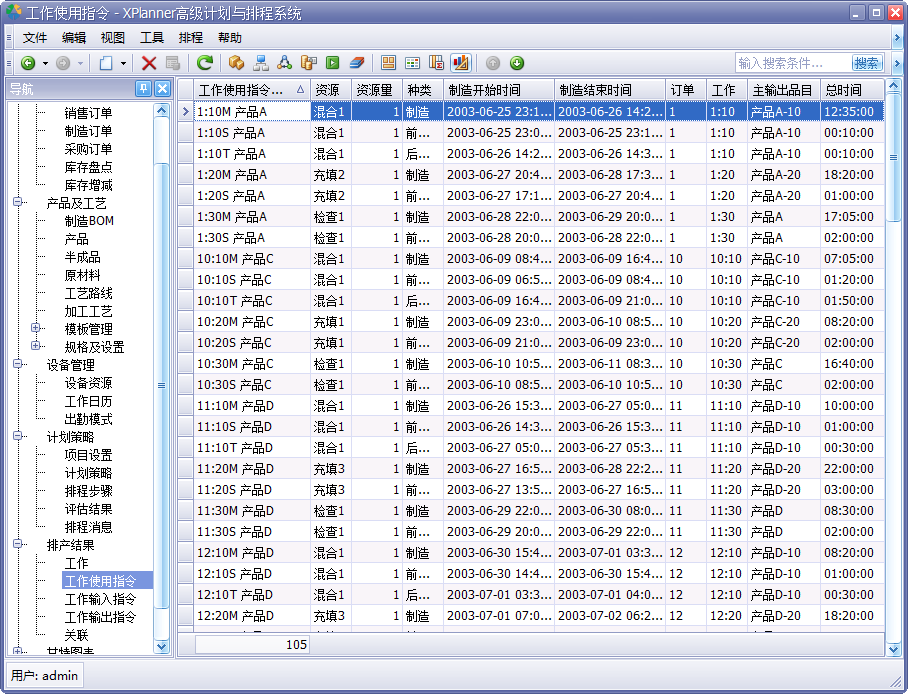 工作使用指令 - XPlanner高级计划与排程系统
文件 编辑 视图 工具 排程 帮助
输入搜索条件... 搜索
导航
销售订单
制造订单
采购订单
库存盘点
库存增减
产品及工艺
制造BOM
产品
半成品
原材料
工艺路线
加工工艺
模板管理
规格及设置
设备管理
设备资源
工作日历
出勤模式
计划策略
项目设置
计划策略
排程步骤
评估结果
排程消息
排产结果
工作
工作使用指令
工作输入指令
工作输出指令
关联
甘特图表
工作使用指令... 资源 资源量 种类 制造开始时间 制造结束时间 订单 工作 主输出品目 总时间
1:10M 产品A 混合1 1 制造 2003-06-25 23:1... 2003-06-26 14:2... 1 1:10 产品A-10 12:35:00
1:10S 产品A 混合1 1 前... 2003-06-25 23:0... 2003-06-25 23:1... 1 1:10 产品A-10 00:10:00
1:10T 产品A 混合1 1 后... 2003-06-26 14:2... 2003-06-26 14:3... 1 1:10 产品A-10 00:10:00
1:20M 产品A 充填2 1 制造 2003-06-27 20:4... 2003-06-28 17:3... 1 1:20 产品A-20 18:20:00
1:20S 产品A 充填2 1 前... 2003-06-27 17:1... 2003-06-27 20:4... 1 1:20 产品A-20 01:00:00
1:30M 产品A 检查1 1 制造 2003-06-28 22:0... 2003-06-29 20:0... 1 1:30 产品A 17:05:00
1:30S 产品A 检查1 1 前... 2003-06-28 20:0... 2003-06-28 22:0... 1 1:30 产品A 02:00:00
10:10M 产品C 混合1 1 制造 2003-06-09 08:4... 2003-06-09 16:4... 10 10:10 产品C-10 07:05:00
10:10S 产品C 混合1 1 前... 2003-06-09 06:5... 2003-06-09 08:4... 10 10:10 产品C-10 01:20:00
10:10T 产品C 混合1 1 后... 2003-06-09 16:4... 2003-06-09 21:0... 10 10:10 产品C-10 01:50:00
10:20M 产品C 充填1 1 制造 2003-06-09 23:0... 2003-06-10 08:5... 10 10:20 产品C-20 08:20:00
10:20S 产品C 充填1 1 前... 2003-06-09 21:0... 2003-06-09 23:0... 10 10:20 产品C-20 02:00:00
10:30M 产品C 检查1 1 制造 2003-06-10 10:5... 2003-06-11 08:3... 10 10:30 产品C 16:40:00
10:30S 产品C 检查1 1 前... 2003-06-10 08:5... 2003-06-10 10:5... 10 10:30 产品C 02:00:00
11:10M 产品D 混合1 1 制造 2003-06-26 15:3... 2003-06-27 05:0... 11 11:10 产品D-10 10:00:00
11:10S 产品D 混合1 1 前... 2003-06-26 14:3... 2003-06-26 15:3... 11 11:10 产品D-10 01:00:00
11:10T 产品D 混合1 1 后... 2003-06-27 05:0... 2003-06-27 05:3... 11 11:10 产品D-10 00:30:00
11:20M 产品D 充填3 1 制造 2003-06-27 16:5... 2003-06-28 22:2... 11 11:20 产品D-20 22:00:00
11:20S 产品D 充填3 1 前... 2003-06-27 13:5... 2003-06-27 16:5... 11 11:20 产品D-20 03:00:00
11:30M 产品D 检查1 1 制造 2003-06-29 22:0... 2003-06-30 08:0... 11 11:30 产品D 08:30:00
11:30S 产品D 检查1 1 前... 2003-06-29 20:0... 2003-06-29 22:0... 11 11:30 产品D 02:00:00
12:10M 产品D 混合1 1 制造 2003-06-30 15:4... 2003-07-01 03:3... 12 12:10 产品D-10 08:20:00
12:10S 产品D 混合1 1 前... 2003-06-30 14:4... 2003-06-30 15:4... 12 12:10 产品D-10 01:00:00
12:10T 产品D 混合1 1 后... 2003-07-01 03:3... 2003-07-01 04:0... 12 12:10 产品D-10 00:30:00
12:20M 产品D 充填3 1 制造 2003-07-01 07:0... 2003-07-02 06:2... 12 12:20 产品D-20 18:20:00
105
用户: admin